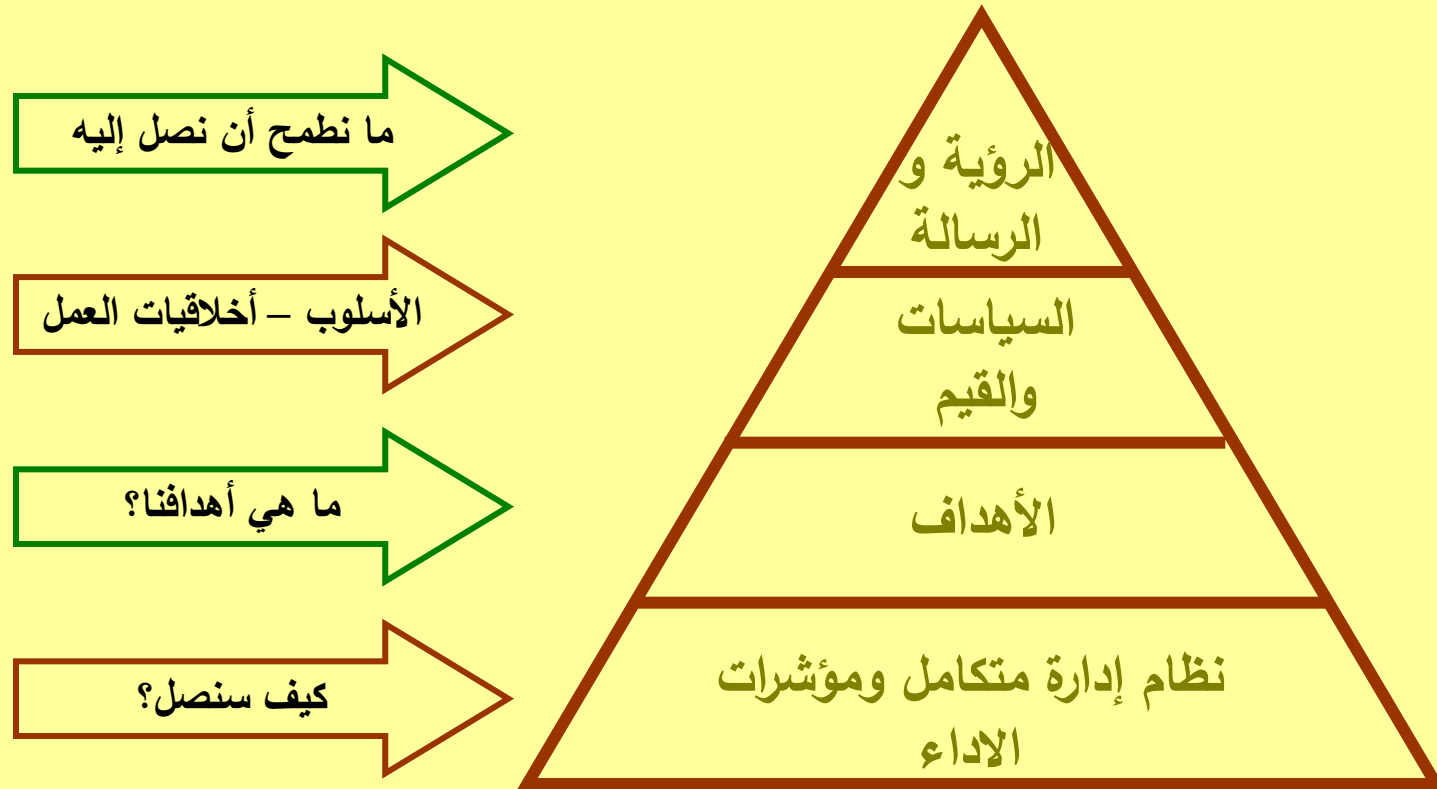 ما نطمح أن نصل إليه
الرؤية و
الرسالة
الأسلوب – أخلاقيات العمل
السياسات
والقيم
ما هي أهدافنا؟
الأهداف
كيف سنصل؟
نظام إدارة متكامل ومؤشرات
الاداء